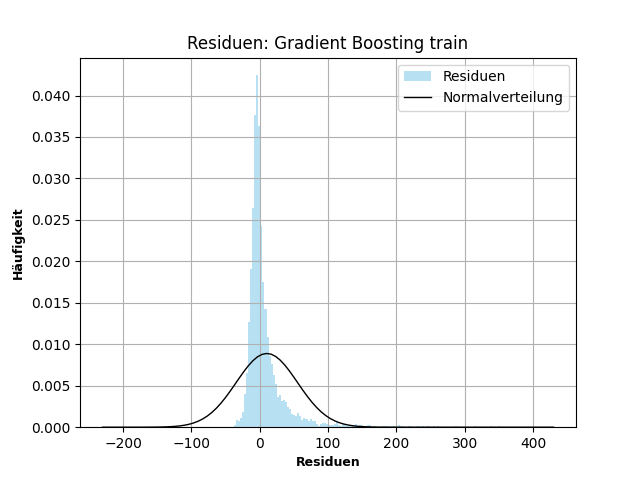 Residuen: Gradient Boosting train
Residuen
Normalverteilung
0.040
0.035
0.030
0.025
0.020
0.015
0.010
0.005
0.000
Häufigkeit
−200 −100 0 100 200 300 400
Residuen